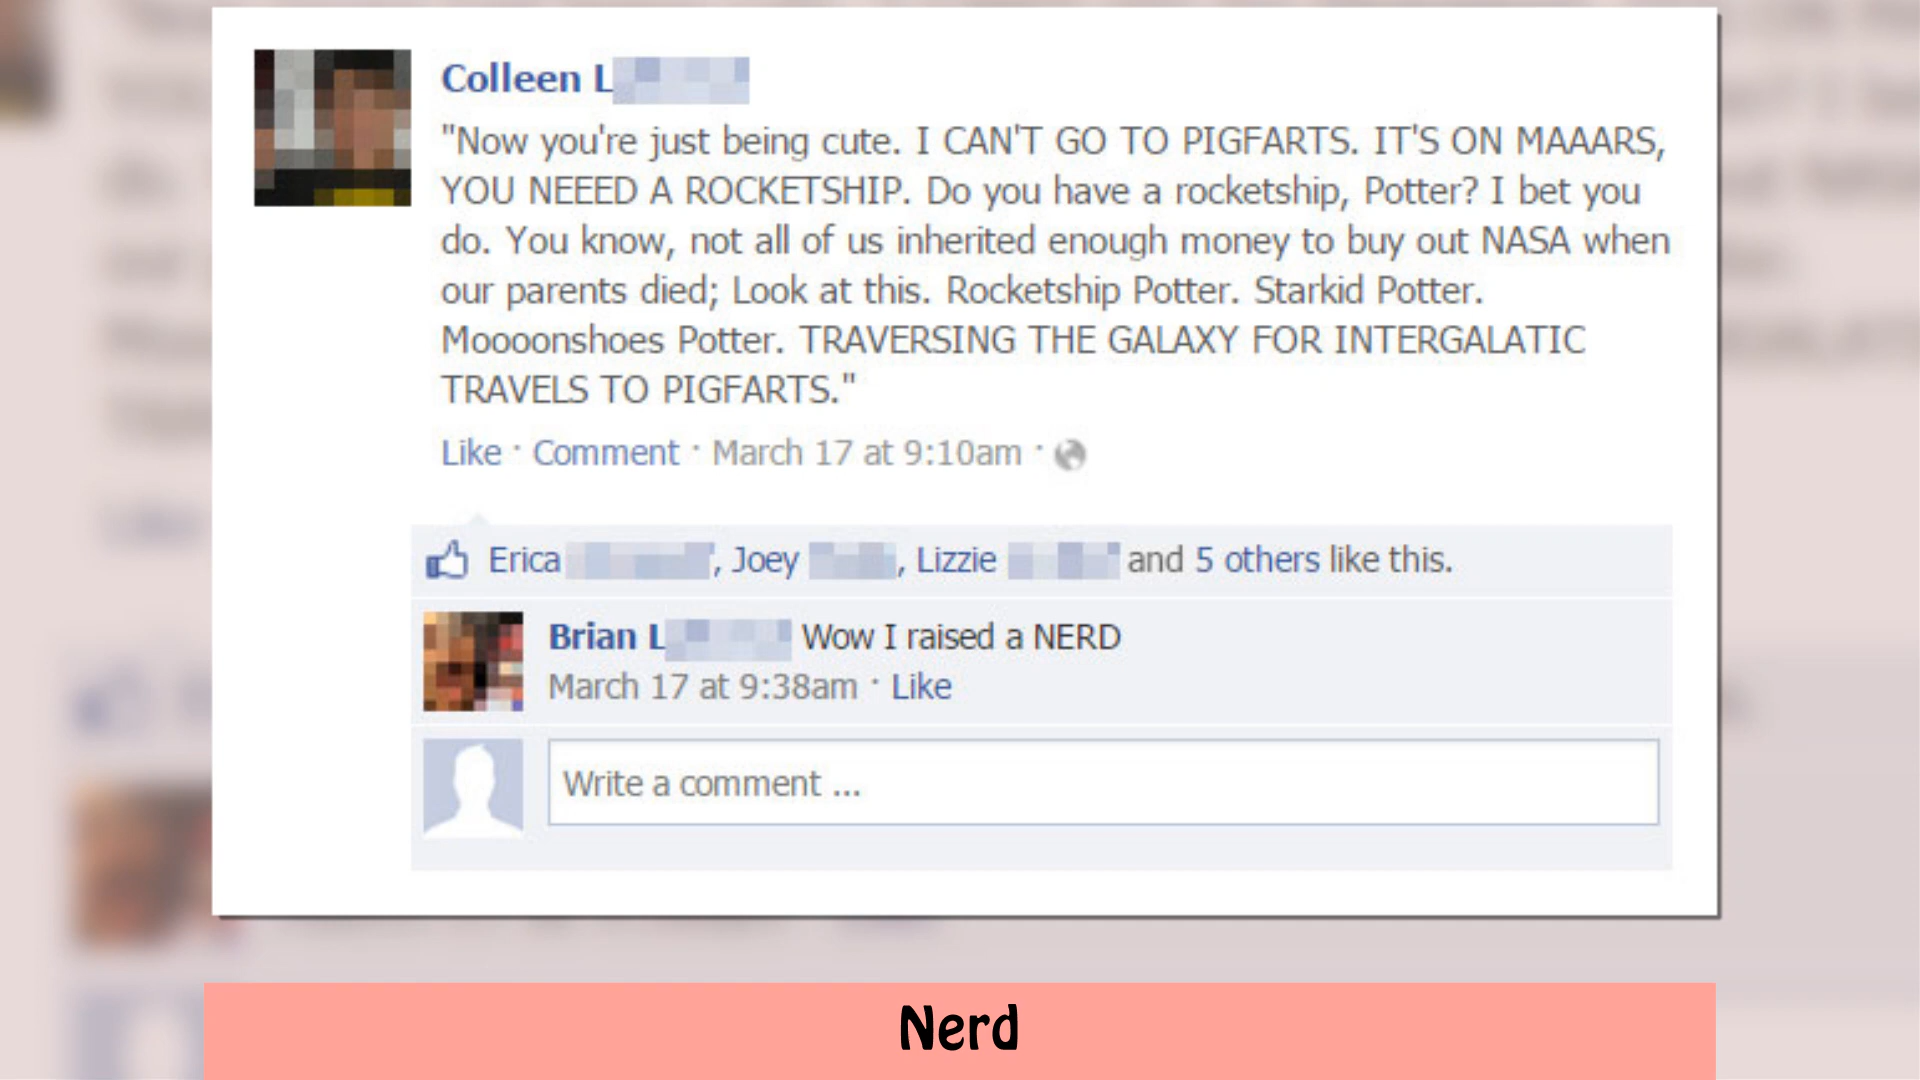 Colleen L
"Now you're just being cute. I CAN'T GO TO PIGFARTS. IT'S ON MAAARS,
YOU NEEED A ROCKETSHIP. Do you have a rocketship, Potter? I bet you
do. You know, not all of us inherited enough money to buy out NASA when
our parents died; Look at this. Rocketship Potter. Starkid Potter.
Moooonshoes Potter. TRAVERSING THE GALAXY FOR INTERGALATIC
TRAVELS TO PIGFARTS."
Like · Comment · March 17 at 9:10am ·
Erica , Joey , Lizzie and 5 others like this.
Brian L Wow I raised a NERD
March 17 at 9:38am · Like
Write a comment ...
Nerd